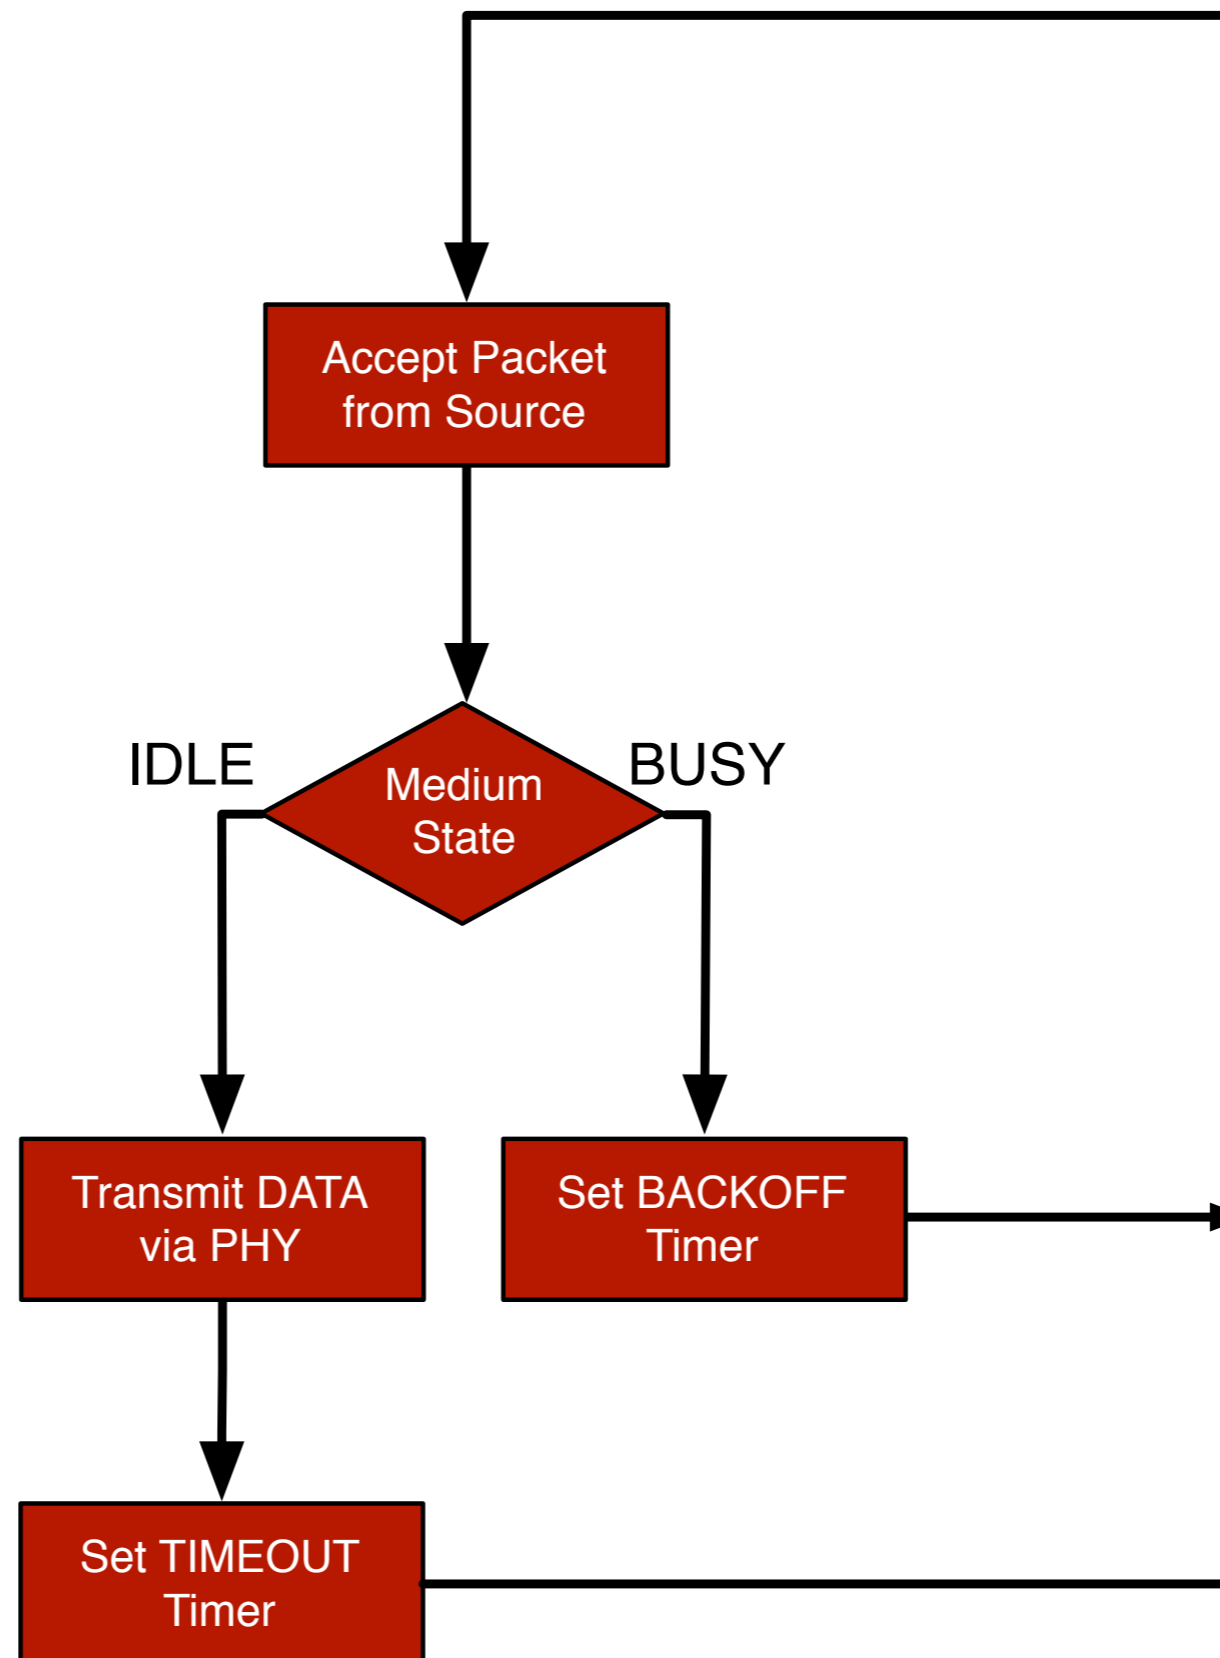 Accept Packet
from Source
IDLE
BUSY
Medium
State
Transmit DATA
via PHY
Set BACKOFF
Timer
Set TIMEOUT
Timer